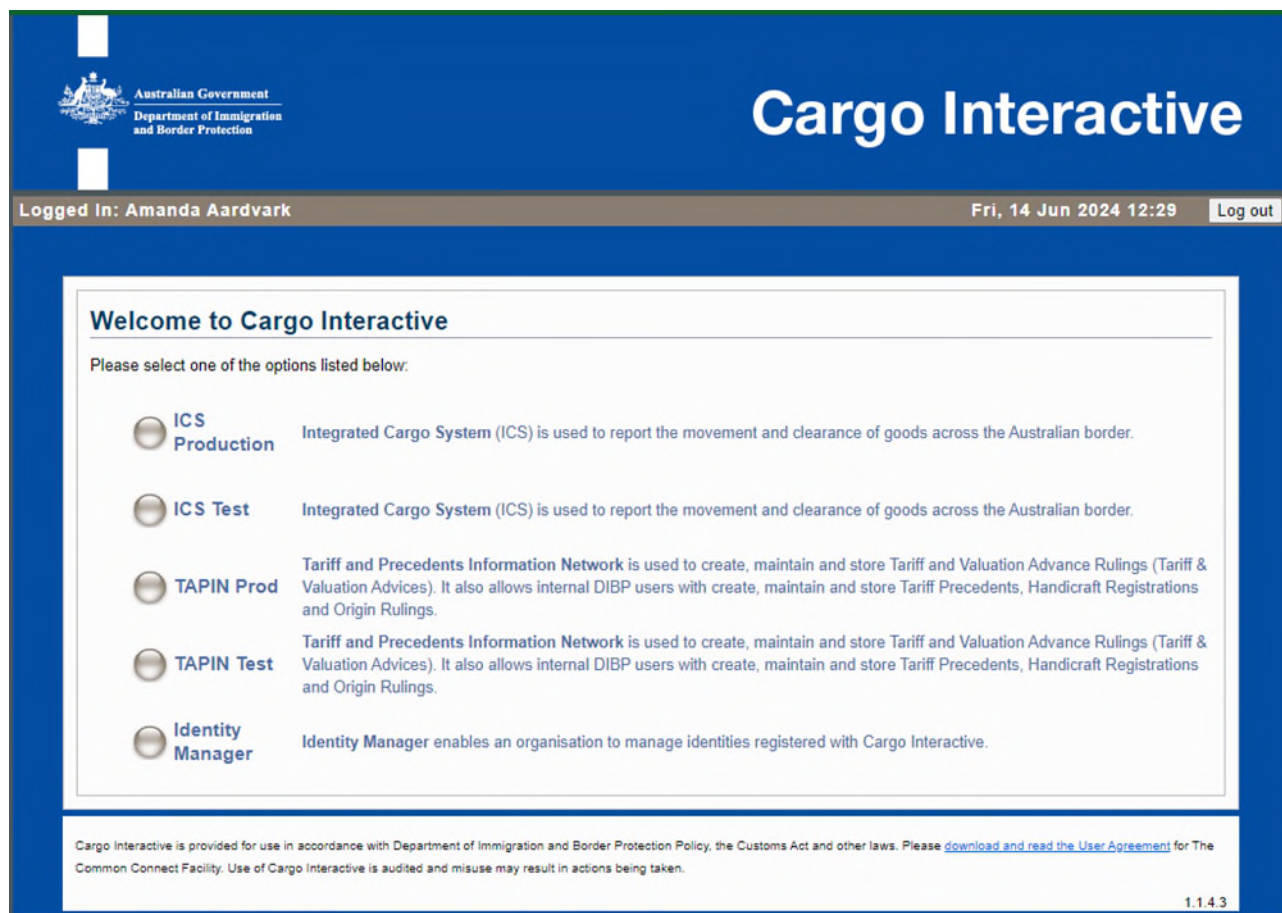 Australian Government
Department of Immigration
and Border Protection
Cargo Interactive
Logged In: Amanda Aardvark
Fri, 14 Jun 2024 12:29
Log out
Welcome to Cargo Interactive
Please select one of the options listed below:
ICS
Production
Integrated Cargo System (ICS) is used to report the movement and clearance of goods across the Australian border.
ICS Test
Integrated Cargo System (ICS) is used to report the movement and clearance of goods across the Australian border.
TAPIN Prod
Tariff and Precedents Information Network is used to create, maintain and store Tariff and Valuation Advance Rulings (Tariff &
Valuation Advices). It also allows internal DIBP users with create, maintain and store Tariff Precedents, Handicraft Registrations
and Origin Rulings.
TAPIN Test
Tariff and Precedents Information Network is used to create, maintain and store Tariff and Valuation Advance Rulings (Tariff &
Valuation Advices). It also allows internal DIBP users with create, maintain and store Tariff Precedents, Handicraft Registrations
and Origin Rulings.
Identity
Manager
Identity Manager enables an organisation to manage identities registered with Cargo Interactive.
Cargo Interactive is provided for use in accordance with Department of Immigration and Border Protection Policy, the Customs Act and other laws. Please download and read the User Agreement for The
Common Connect Facility. Use of Cargo Interactive is audited and misuse may result in actions being taken.
1.1.4.3